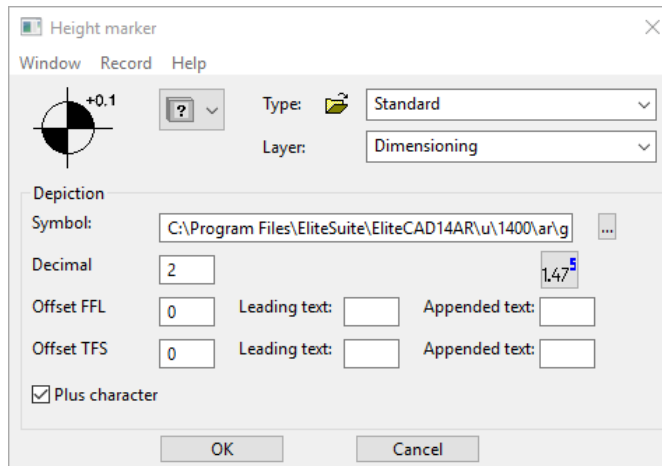 Height marker
Window Record Help
+0.1
?
Type: Standard
Layer: Dimensioning
Depiction
Symbol: C:\Program Files\EliteSuite\EliteCAD14AR\u\1400\ar\g ...
Decimal 2 1.47⁵
Offset FFL 0 Leading text: Appended text:
Offset TFS 0 Leading text: Appended text:
Plus character
OK Cancel